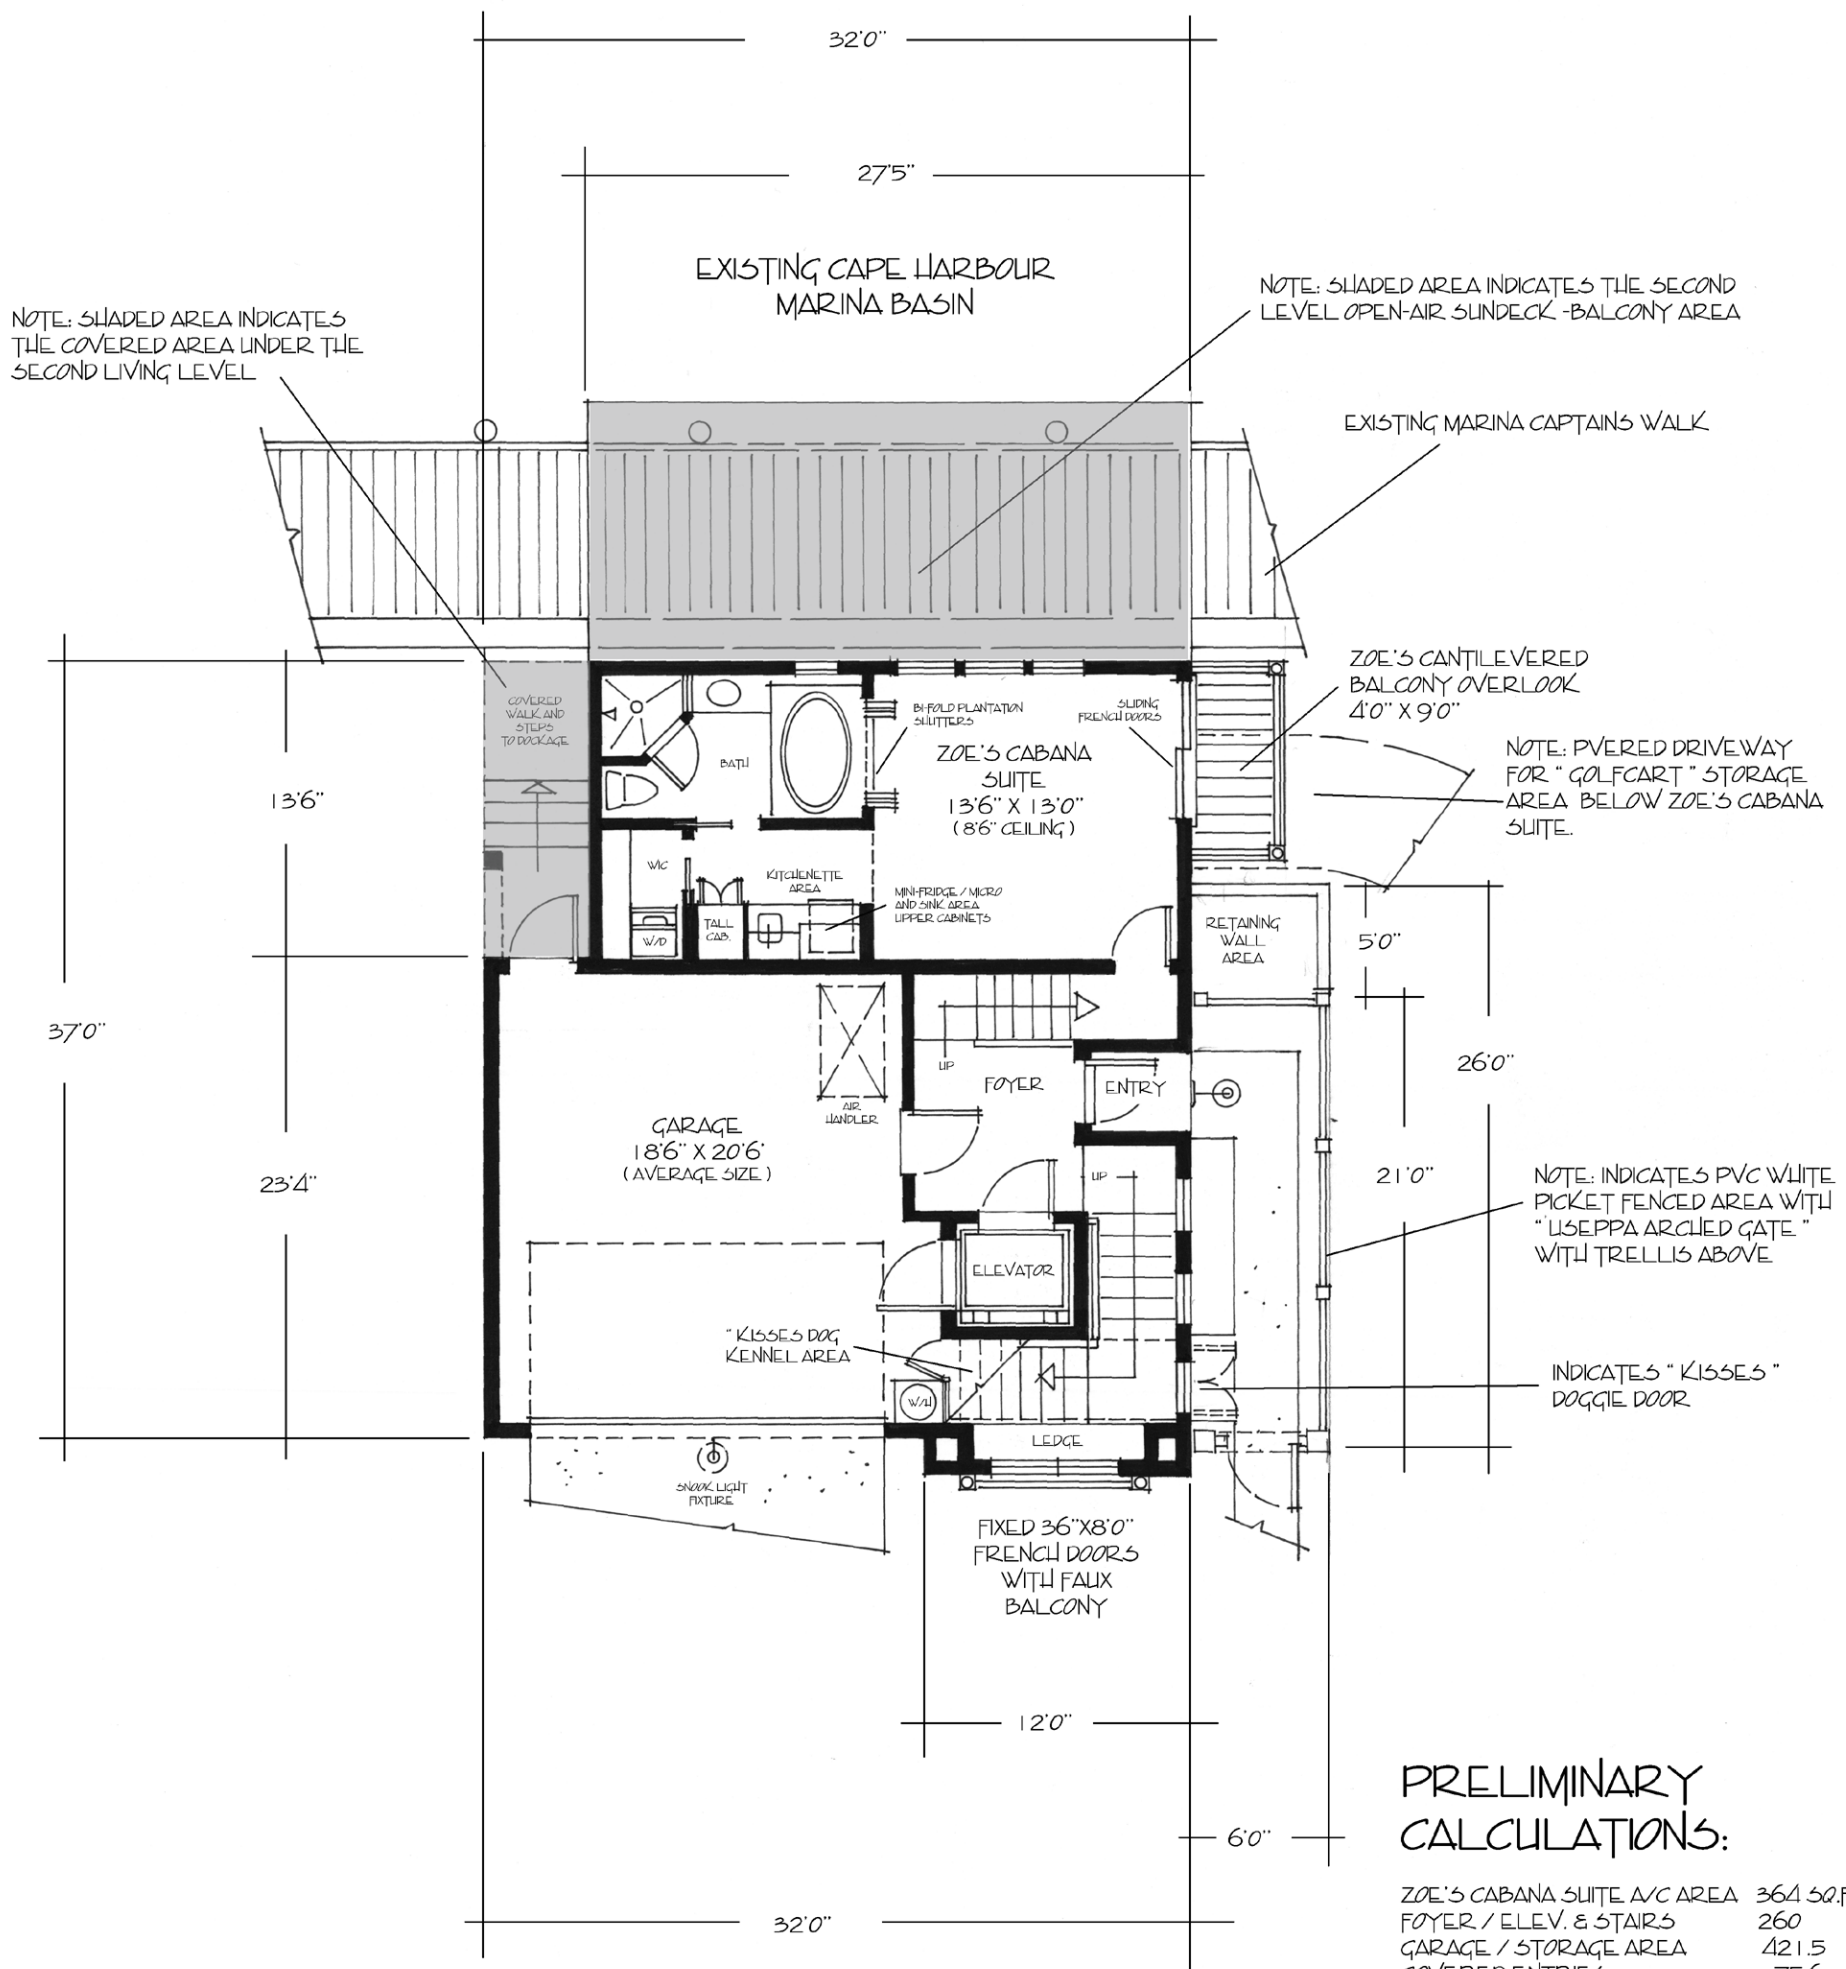 32'0"
27'5"
EXISTING CAPE HARBOUR
MARINA BASIN
NOTE: SHADED AREA INDICATES
THE COVERED AREA UNDER THE
SECOND LIVING LEVEL
NOTE: SHADED AREA INDICATES THE SECOND
LEVEL OPEN-AIR SUNDECK -BALCONY AREA
EXISTING MARINA CAPTAINS WALK
ZOE'S CANTILEVERED
BALCONY OVERLOOK
4'0" X 9'0"
NOTE: PVERED DRIVEWAY
FOR " GOLFCART " STORAGE
AREA BELOW ZOE'S CABANA
SUITE.
COVERED
WALK AND
STEPS
TO DOCKAGE
BATH
BI-FOLD PLANTATION
SHUTTERS
SLIDING
FRENCH DOORS
ZOE'S CABANA
SUITE
13'6" X 13'0"
( 8'6" CEILING )
13'6"
WIC
KITCHENETTE
AREA
MINI-FRIDGE / MICRO
AND SINK AREA
UPPER CABINETS
TALL
CAB.
W/D
RETAINING
WALL
AREA
5'0"
37'0"
26'0"
UP
FOYER
ENTRY
AIR
HANDLER
GARAGE
18'6" X 20'6'
( AVERAGE SIZE )
23'4"
UP
21'0"
NOTE: INDICATES PVC WHITE
PICKET FENCED AREA WITH
" USEPPA ARCHED GATE "
WITH TRELLIS ABOVE
ELEVATOR
"KISSES DOG
KENNEL AREA
W/H
INDICATES " KISSES "
DOGGIE DOOR
LEDGE
SNOOK LIGHT
FIXTURE
FIXED 36"X8'0"
FRENCH DOORS
WITH FAUX
BALCONY
12'0"
6'0"
32'0"
PRELIMINARY
CALCULATIONS:
ZOE'S CABANA SUITE A/C AREA 364 SQ.F
FOYER / ELEV. & STAIRS 260
GARAGE / STORAGE AREA 421.5